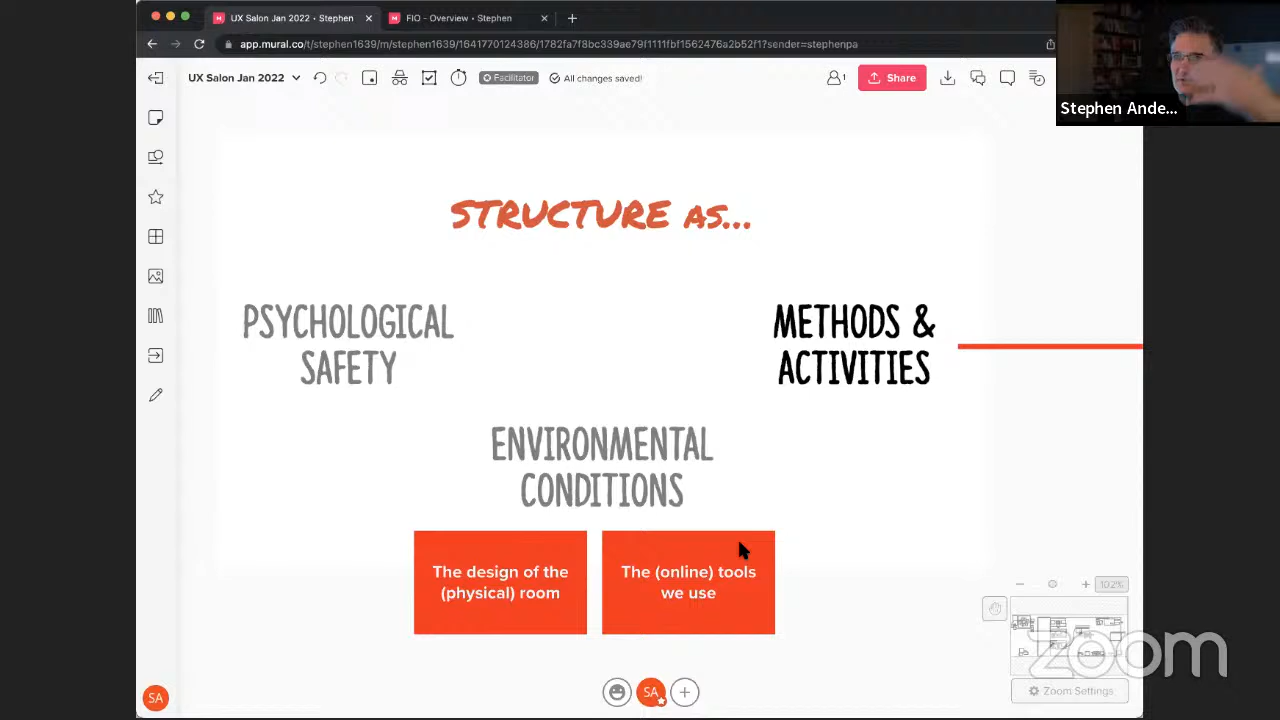 UX Salon Jan 2022 • Stephen
FIO - Overview • Stephen
app.mural.co/t/stephen1639/m/stephen1639/1641770124386/1782fa7f8bc339ae79f1111fbf1562476a2b52f1?sender=stephenpa
UX Salon Jan 2022
Facilitator
All changes saved!
1
Share
Stephen Ande...
STRUCTURE AS...
PSYCHOLOGICAL
SAFETY
METHODS &
ACTIVITIES
ENVIRONMENTAL
CONDITIONS
The design of the
(physical) room
The (online) tools
we use
102%
zoom
Zoom Settings
SA
SA